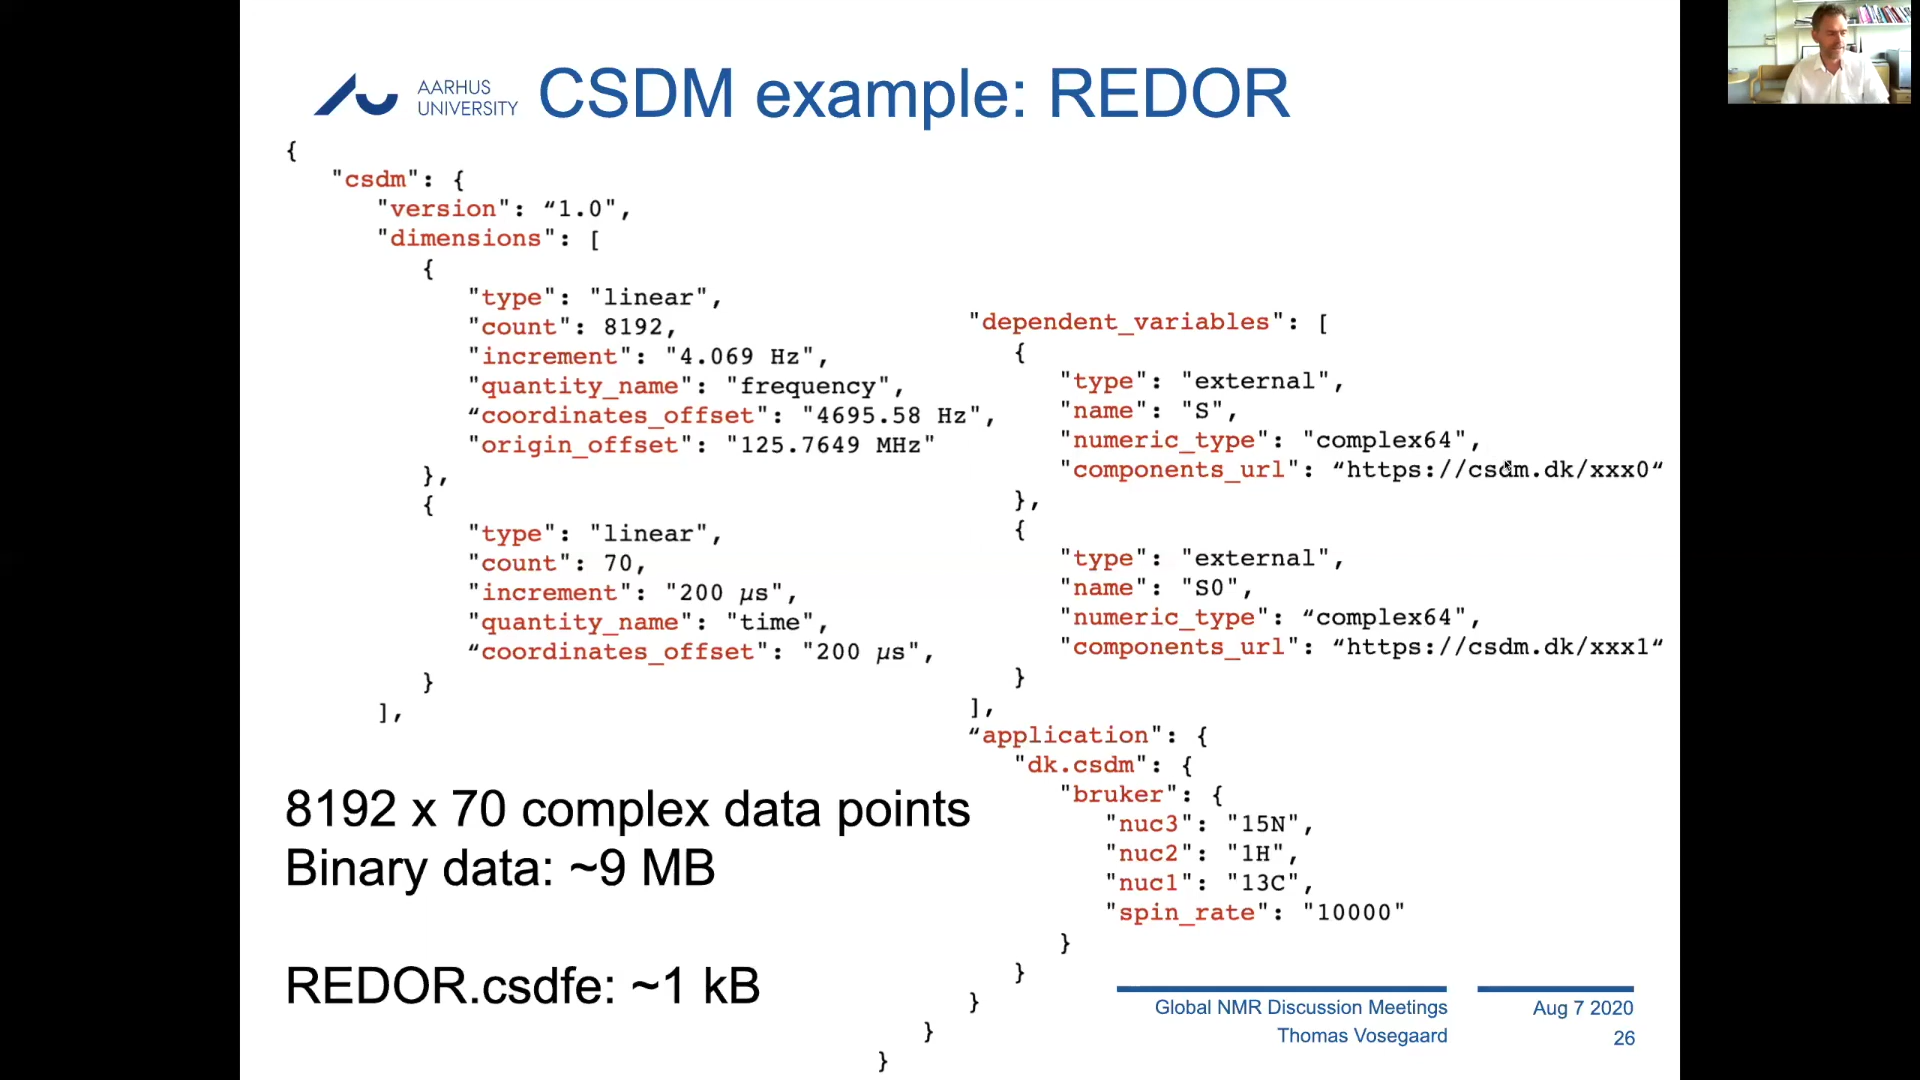 AARHUS
UNIVERSITY
CSDM example: REDOR
{
"csdm": {
"version": “1.0",
"dimensions": [
{
"type": "linear",
"count": 8192,
"increment": "4.069 Hz",
"quantity_name": "frequency",
“coordinates_offset": "4695.58 Hz",
"origin_offset": "125.7649 MHz"
},
{
"type": "linear",
"count": 70,
"increment": "200 µs",
"quantity_name": "time",
“coordinates_offset": "200 µs",
}
],
"dependent_variables": [
{
"type": "external",
"name": "S",
"numeric_type": "complex64",
"components_url": “https://csdm.dk/xxx0“
},
{
"type": "external",
"name": "S0",
"numeric_type": “complex64",
"components_url": “https://csdm.dk/xxx1“
}
],
“application": {
"dk.csdm": {
"bruker": {
"nuc3": "15N",
"nuc2": "1H",
"nuc1": "13C",
"spin_rate": "10000"
}
}
}
}
}
8192 x 70 complex data points
Binary data: ~9 MB
REDOR.csdfe: ~1 kB
Global NMR Discussion Meetings
Thomas Vosegaard
Aug 7 2020
26